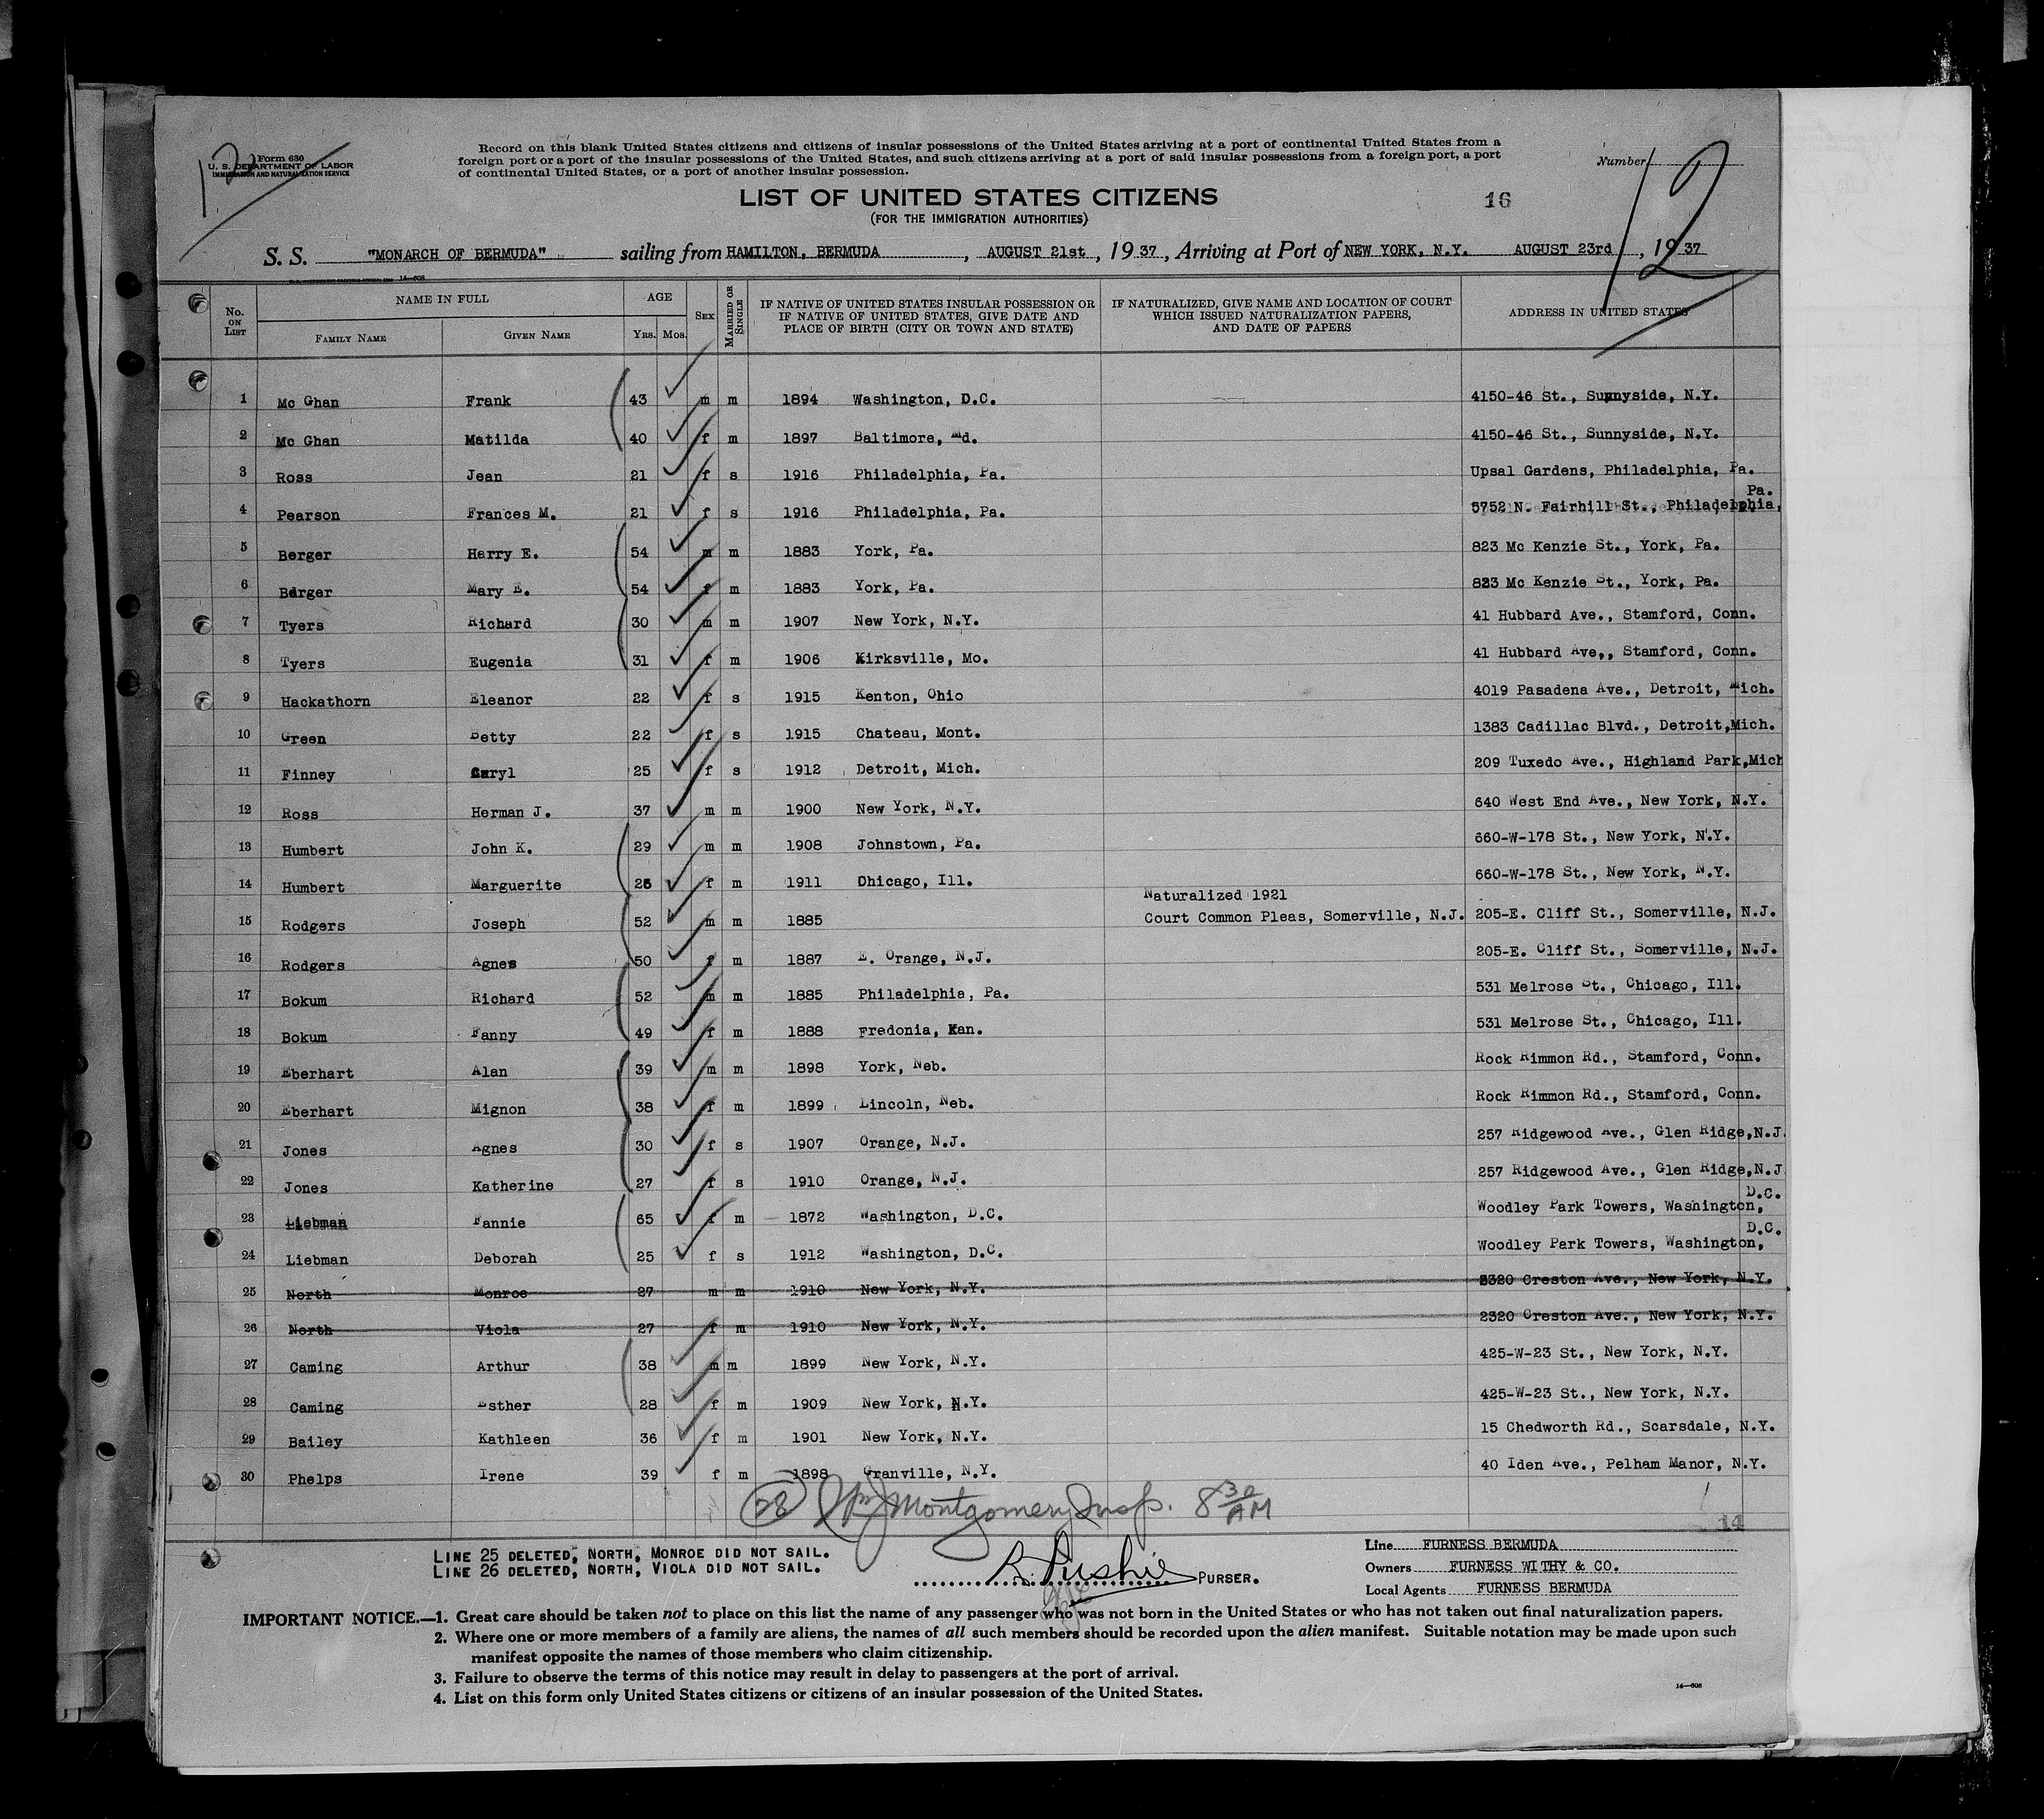 12
Form 630
U. S. DEPARTMENT OF LABOR
IMMIGRATION AND NATURALIZATION SERVICE
Record on this blank United States citizens and citizens of insular possessions of the United States arriving at a port of continental United States from a
foreign port or a port of the insular possessions of the United States, and such citizens arriving at a port of said insular possessions from a foreign port, a port
of continental United States, or a port of another insular possession.
Number 12
LIST OF UNITED STATES CITIZENS
16
(FOR THE IMMIGRATION AUTHORITIES)
S. S. "MONARCH OF BERMUDA" sailing from HAMILTON, BERMUDA, AUGUST 21st, 1937, Arriving at Port of NEW YORK, N.Y. AUGUST 23rd, 1937
14—608
No. ON LIST NAME IN FULL FAMILY NAME GIVEN NAME AGE YRS. MOS. SEX MARRIED OR SINGLE IF NATIVE OF UNITED STATES INSULAR POSSESSION OR IF NATIVE OF UNITED STATES, GIVE DATE AND PLACE OF BIRTH (CITY OR TOWN AND STATE) IF NATURALIZED, GIVE NAME AND LOCATION OF COURT WHICH ISSUED NATURALIZATION PAPERS, AND DATE OF PAPERS ADDRESS IN UNITED STATES
1 Mc Ghan Frank 43 m m 1894 Washington, D.C. 4150-46 St., Sunnyside, N.Y.
2 Mc Ghan Matilda 40 f m 1897 Baltimore, Md. 4150-46 St., Sunnyside, N.Y.
3 Ross Jean 21 f s 1916 Philadelphia, Pa. Upsal Gardens, Philadelphia, Pa.
4 Pearson Frances M. 21 f s 1916 Philadelphia, Pa. 5752 N. Fairhill St., Philadelphia, Pa.
5 Berger Harry E. 54 m m 1883 York, Pa. 823 Mc Kenzie St., York, Pa.
6 Berger Mary E. 54 f m 1883 York, Pa. 823 Mc Kenzie St., York, Pa.
7 Tyers Richard 30 m m 1907 New York, N.Y. 41 Hubbard Ave., Stamford, Conn.
8 Tyers Eugenia 31 f m 1906 Kirksville, Mo. 41 Hubbard Ave,, Stamford, Conn.
9 Hackathorn Eleanor 22 f s 1915 Kenton, Ohio 4019 Pasadena Ave., Detroit, Mich.
10 Green Betty 22 f s 1915 Chateau, Mont. 1383 Cadillac Blvd., Detroit,Mich.
11 Finney Caryl 25 f s 1912 Detroit, Mich. 209 Tuxedo Ave., Highland Park,Mich
12 Ross Herman J. 37 m m 1900 New York, N.Y. 640 West End Ave., New York, N.Y.
13 Humbert John K. 29 m m 1908 Johnstown, Pa. 660-W-178 St., New York, N.Y.
14 Humbert Marguerite 26 f m 1911 Dhicago, Ill. 660-W-178 St., New York, N.Y.
Naturalized 1921
15 Rodgers Joseph 52 m m 1885 Court Common Pleas, Somerville, N.J. 205-E. Cliff St., Somerville, N.J.
16 Rodgers Agnes 50 f m 1887 E. Orange, N.J. 205-E. Cliff St., Somerville, N.J.
17 Bokum Richard 52 m m 1885 Philadelphia, Pa. 531 Melrose St., Chicago, Ill.
18 Bokum Fanny 49 f m 1888 Fredonia, Kan. 531 Melrose St., Chicago, Ill.
19 Eberhart Alan 39 m m 1898 York, Neb. Rock Rimmon Rd., Stamford, Conn.
20 Eberhart Mignon 38 f m 1899 Lincoln, Neb. Rock Rimmon Rd., Stamford, Conn.
21 Jones Agnes 30 f s 1907 Orange, N.J. 257 Ridgewood Ave., Glen Ridge,N.J.
22 Jones Katherine 27 f s 1910 Orange, N.J. 257 Ridgewood Ave., Glen Ridge,N.J
23 Liebman Fannie 65 f m 1872 Washington, D.C. Woodley Park Towers, Washington, D.C.
24 Liebman Deborah 25 f s 1912 Washington, D.C. Woodley Park Towers, Washington, D.C.
25 North Monroe 27 m m 1910 New York, N.Y. 2320 Creston Ave., New York, N.Y.
26 North Viola 27 f m 1910 New York, N.Y. 2320 Creston Ave., New York, N.Y.
27 Caming Arthur 38 m m 1899 New York, N.Y. 425-W-23 St., New York, N.Y.
28 Caming Esther 28 f m 1909 New York, N.Y. 425-W-23 St., New York, N.Y.
29 Bailey Kathleen 36 f m 1901 New York, N.Y. 15 Chedworth Rd., Scarsdale, N.Y.
30 Phelps Irene 39 f m 1898 Granville, N.Y. 40 Iden Ave., Pelham Manor, N.Y.
28 Montgomery Insp. 8 30 AM
14
LINE 25 DELETED, NORTH, MONROE DID NOT SAIL.
LINE 26 DELETED, NORTH, VIOLA DID NOT SAIL.
R. Pushie PURSER.
Line FURNESS BERMUDA
Owners FURNESS WITHY & CO.
Local Agents FURNESS BERMUDA
IMPORTANT NOTICE.—1. Great care should be taken not to place on this list the name of any passenger who was not born in the United States or who has not taken out final naturalization papers.
2. Where one or more members of a family are aliens, the names of all such members should be recorded upon the alien manifest. Suitable notation may be made upon such
manifest opposite the names of those members who claim citizenship.
3. Failure to observe the terms of this notice may result in delay to passengers at the port of arrival.
4. List on this form only United States citizens or citizens of an insular possession of the United States.
14—608